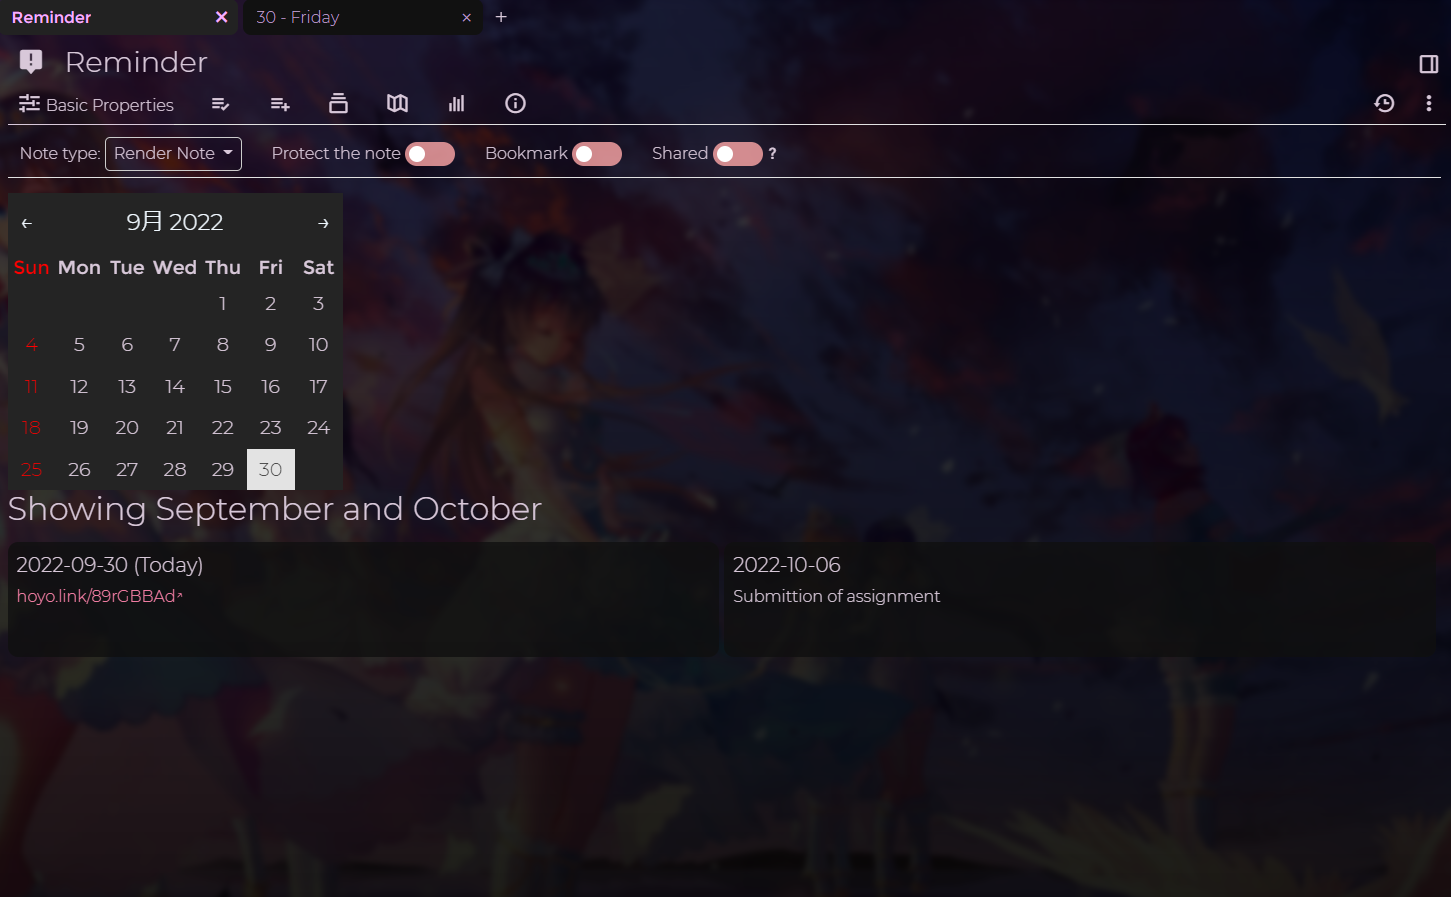 Reminder
30 - Friday
Reminder
Basic Properties
Note type: Render Note Protect the note Bookmark Shared ?
← 9月 2022 →
Sun Mon Tue Wed Thu Fri Sat
1 2 3
4 5 6 7 8 9 10
11 12 13 14 15 16 17
18 19 20 21 22 23 24
25 26 27 28 29 30
Showing September and October
2022-09-30 (Today)
hoyo.link/89rGBBAd
2022-10-06
Submittion of assignment